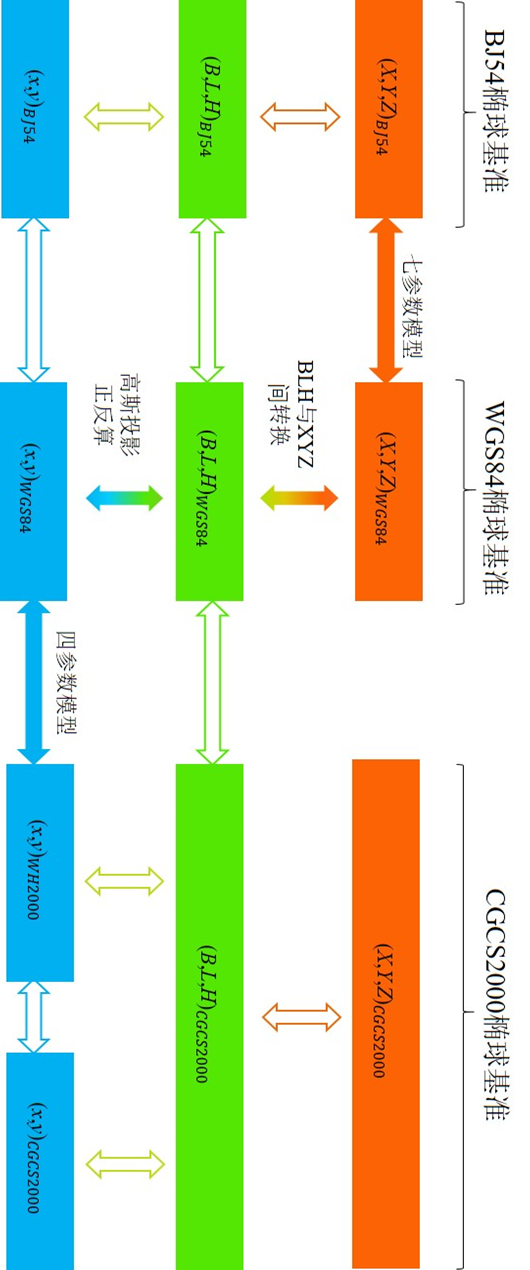 BJ54椭球基准
WGS84椭球基准
CGCS2000椭球基准
(X,Y,Z)BJ54
七参数模型
(X,Y,Z)WGS84
(X,Y,Z)CGCS2000
BLH与XYZ
间转换
(B,L,H)BJ54
(B,L,H)WGS84
(B,L,H)CGCS2000
高斯投影
正反算
(x,y)BJ54
(x,y)WGS84
四参数模型
(x,y)WH2000
(x,y)CGCS2000